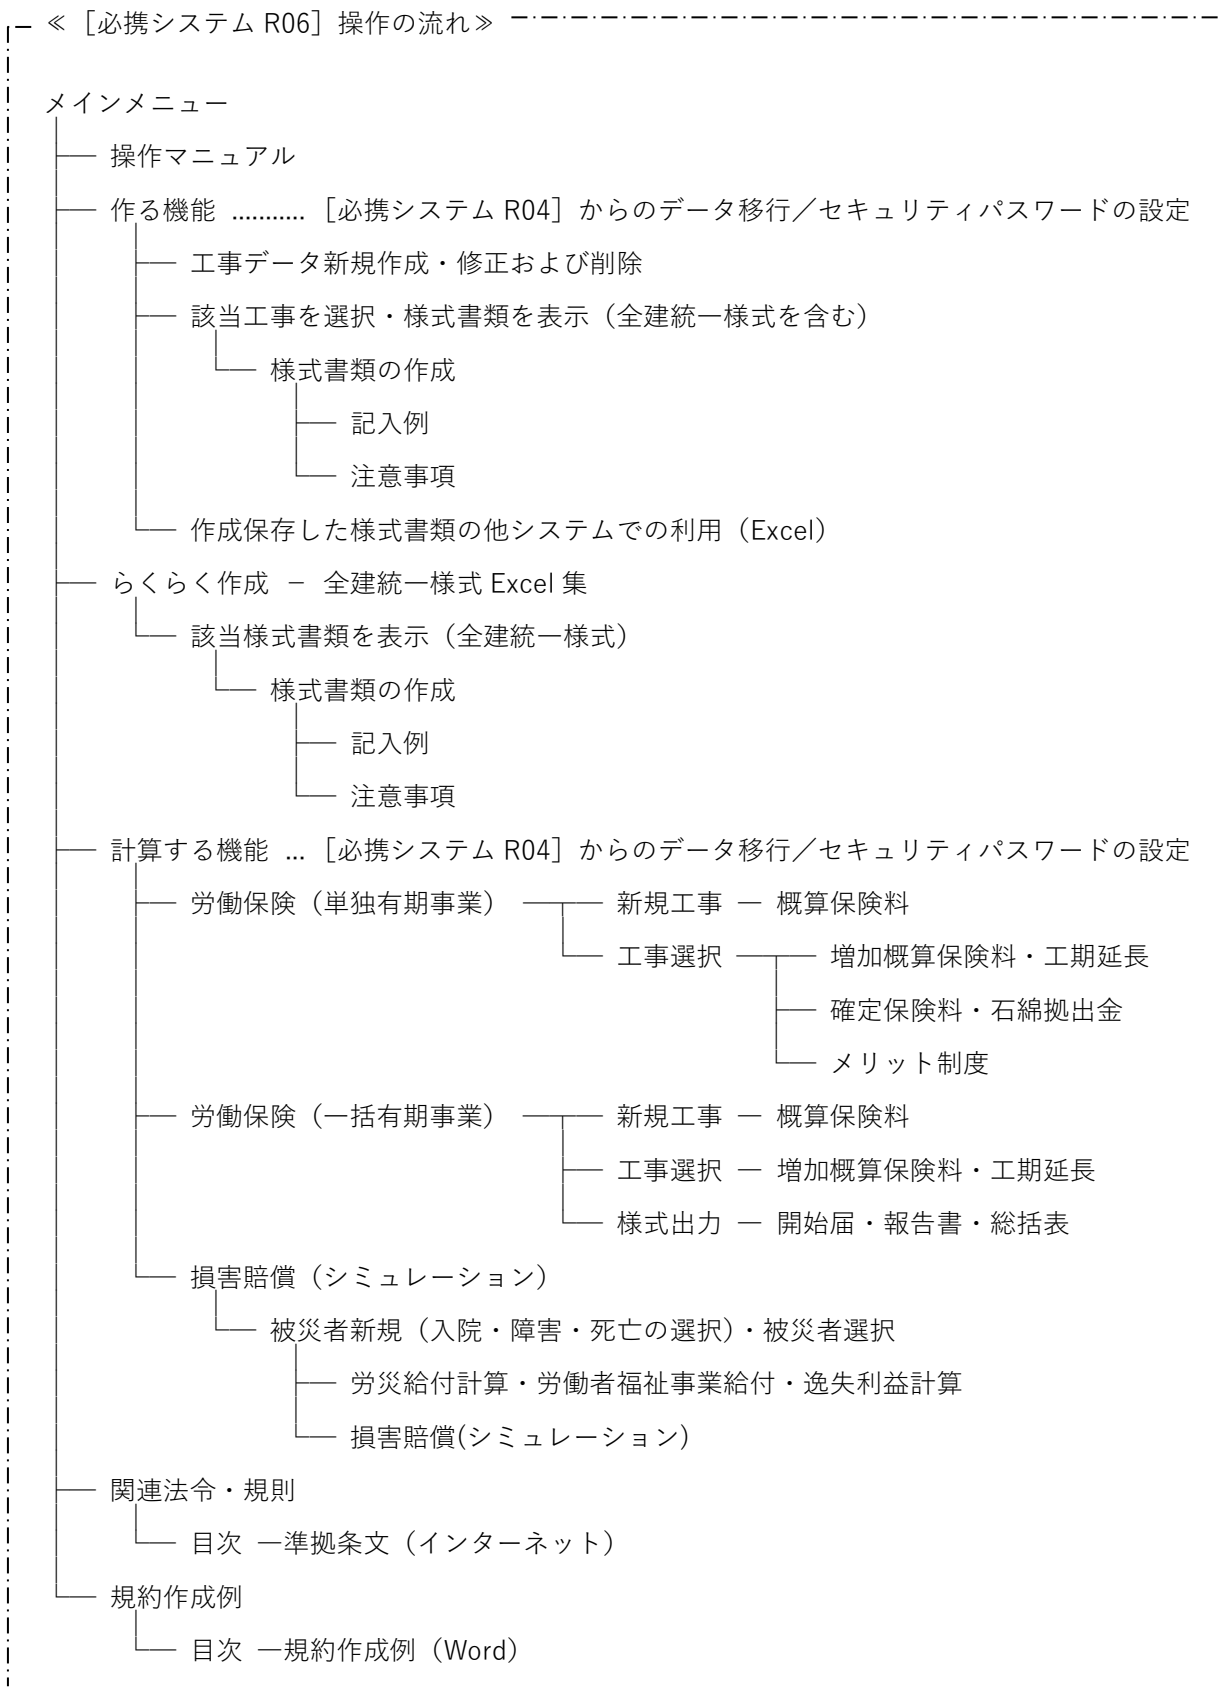 ≪［必携システム R06］操作の流れ≫
メインメニュー
操作マニュアル
作る機能 ........... ［必携システム R04］からのデータ移行／セキュリティパスワードの設定
工事データ新規作成・修正および削除
該当工事を選択・様式書類を表示（全建統一様式を含む）
様式書類の作成
記入例
注意事項
作成保存した様式書類の他システムでの利用（Excel）
らくらく作成 － 全建統一様式 Excel 集
該当様式書類を表示（全建統一様式）
様式書類の作成
記入例
注意事項
計算する機能 ... ［必携システム R04］からのデータ移行／セキュリティパスワードの設定
労働保険（単独有期事業） 新規工事 ― 概算保険料
工事選択 増加概算保険料・工期延長
確定保険料・石綿拠出金
メリット制度
労働保険（一括有期事業） 新規工事 ― 概算保険料
工事選択 ― 増加概算保険料・工期延長
様式出力 ― 開始届・報告書・総括表
損害賠償（シミュレーション）
被災者新規（入院・障害・死亡の選択）・被災者選択
労災給付計算・労働者福祉事業給付・逸失利益計算
損害賠償(シミュレーション）
関連法令・規則
目次 ―準拠条文（インターネット）
規約作成例
目次 ―規約作成例（Word）